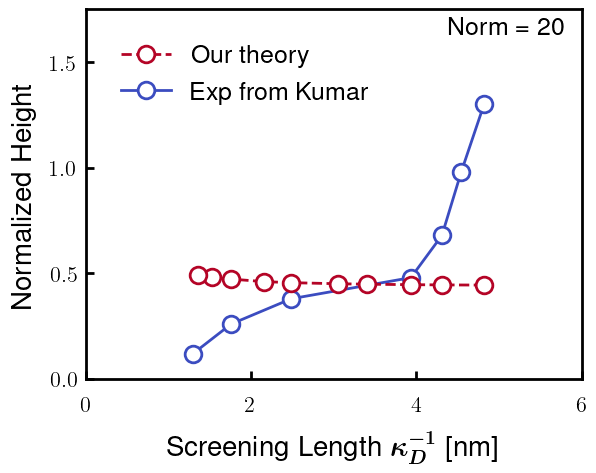 Norm = 20
Our theory
Exp from Kumar
Normalized Height
1.5
1.0
0.5
0.0
0 2 4 6
Screening Length κ_D^{-1} [nm]